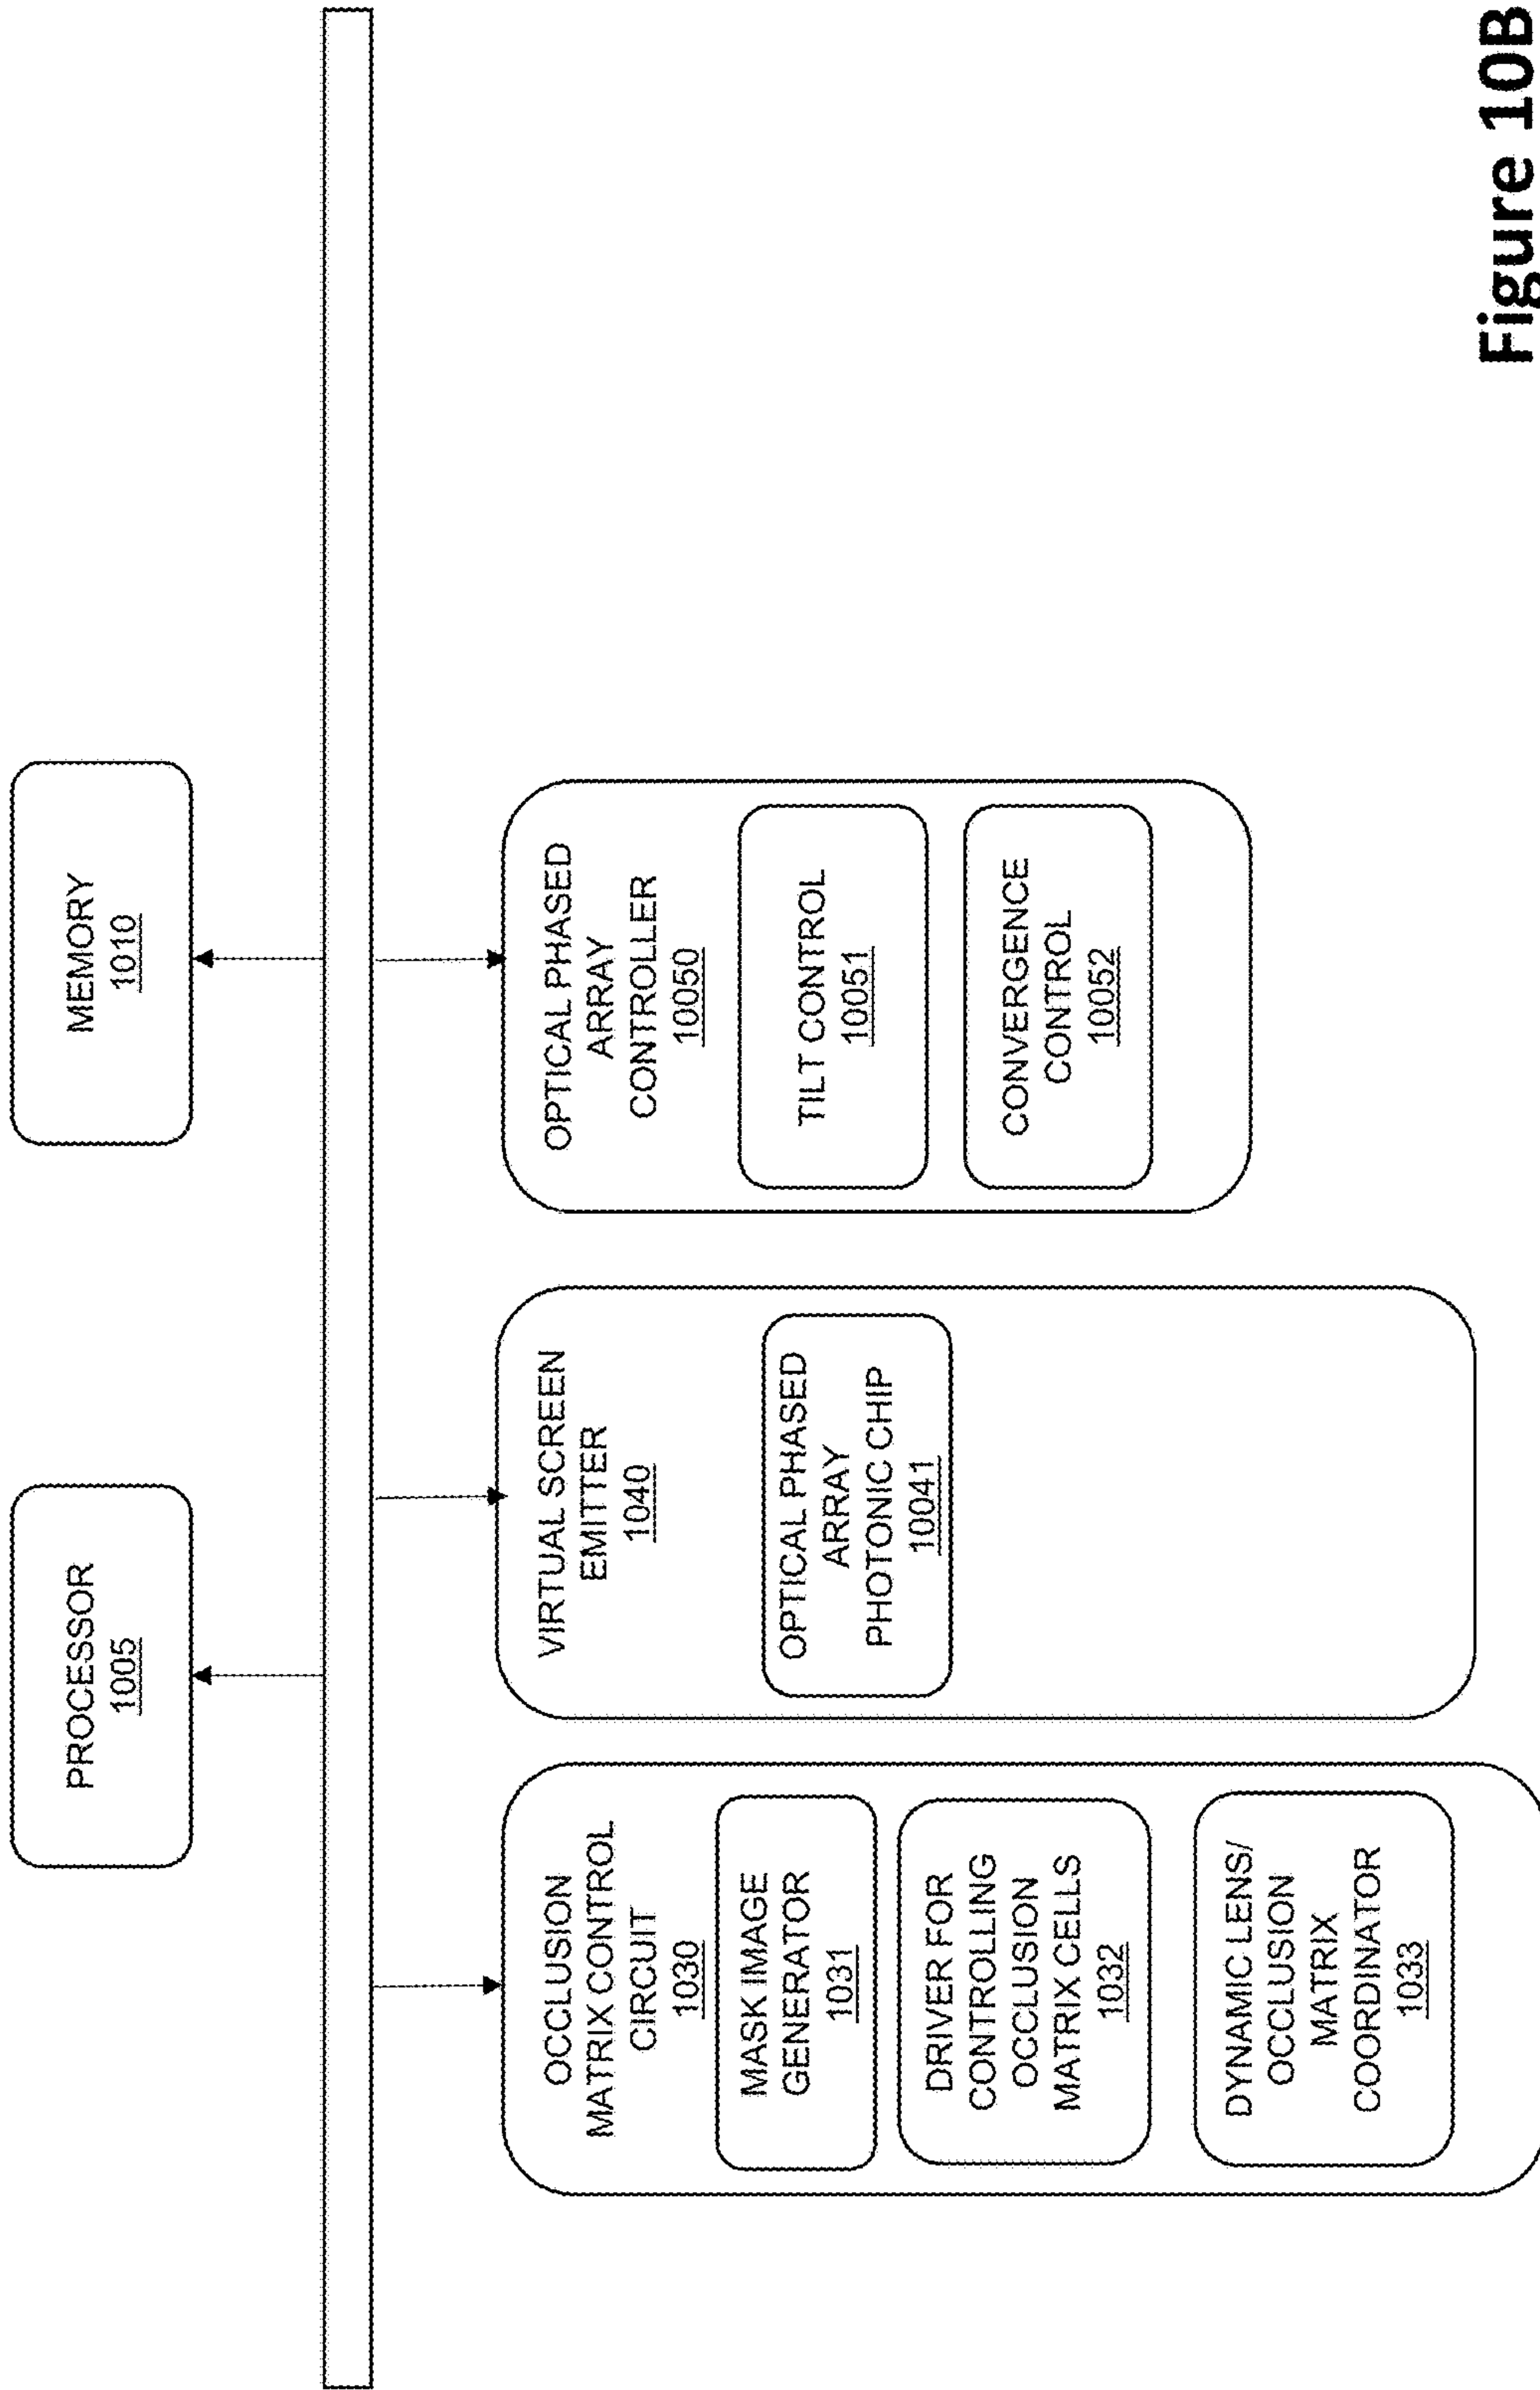 PROCESSOR
1005
MEMORY
1010
OCCLUSION
MATRIX CONTROL
CIRCUIT
1030
MASK IMAGE
GENERATOR
1031
DRIVER FOR
CONTROLLING
OCCLUSION
MATRIX CELLS
1032
DYNAMIC LENS/
OCCLUSION
MATRIX
COORDINATOR
1033
VIRTUAL SCREEN
EMITTER
1040
OPTICAL PHASED
ARRAY
PHOTONIC CHIP
10041
OPTICAL PHASED
ARRAY
CONTROLLER
10050
TILT CONTROL
10051
CONVERGENCE
CONTROL
10052
Figure 10B